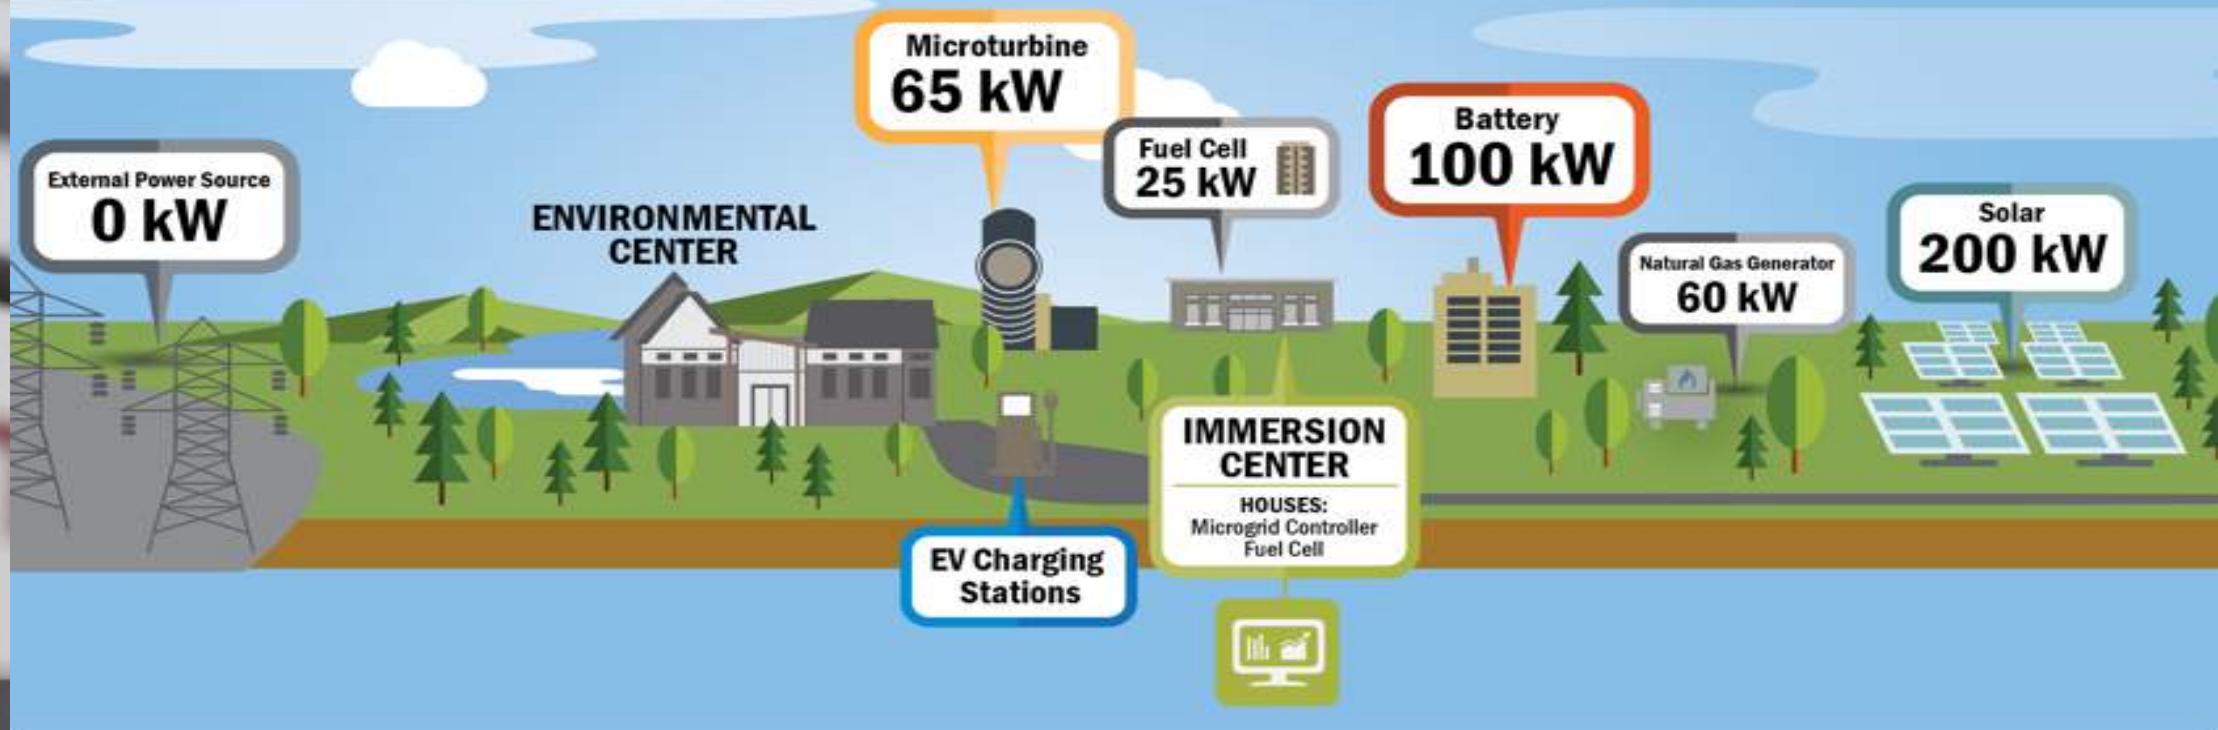 External Power Source
0 kW
ENVIRONMENTAL
CENTER
Microturbine
65 kW
Fuel Cell
25 kW
Battery
100 kW
Natural Gas Generator
60 kW
Solar
200 kW
EV Charging
Stations
IMMERSION
CENTER
HOUSES:
Microgrid Controller
Fuel Cell